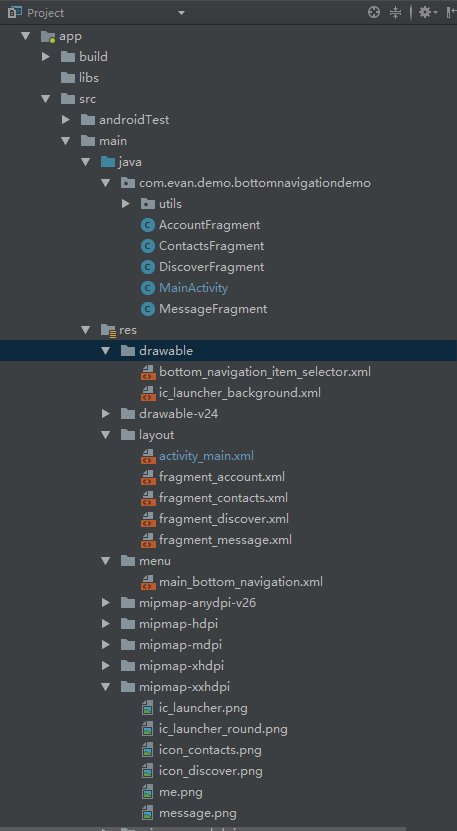 Project
app
build
libs
src
androidTest
main
java
com.evan.demo.bottomnavigationdemo
utils
AccountFragment
ContactsFragment
DiscoverFragment
MainActivity
MessageFragment
res
drawable
bottom_navigation_item_selector.xml
ic_launcher_background.xml
drawable-v24
layout
activity_main.xml
fragment_account.xml
fragment_contacts.xml
fragment_discover.xml
fragment_message.xml
menu
main_bottom_navigation.xml
mipmap-anydpi-v26
mipmap-hdpi
mipmap-mdpi
mipmap-xhdpi
mipmap-xxhdpi
ic_launcher.png
ic_launcher_round.png
icon_contacts.png
icon_discover.png
me.png
message.png